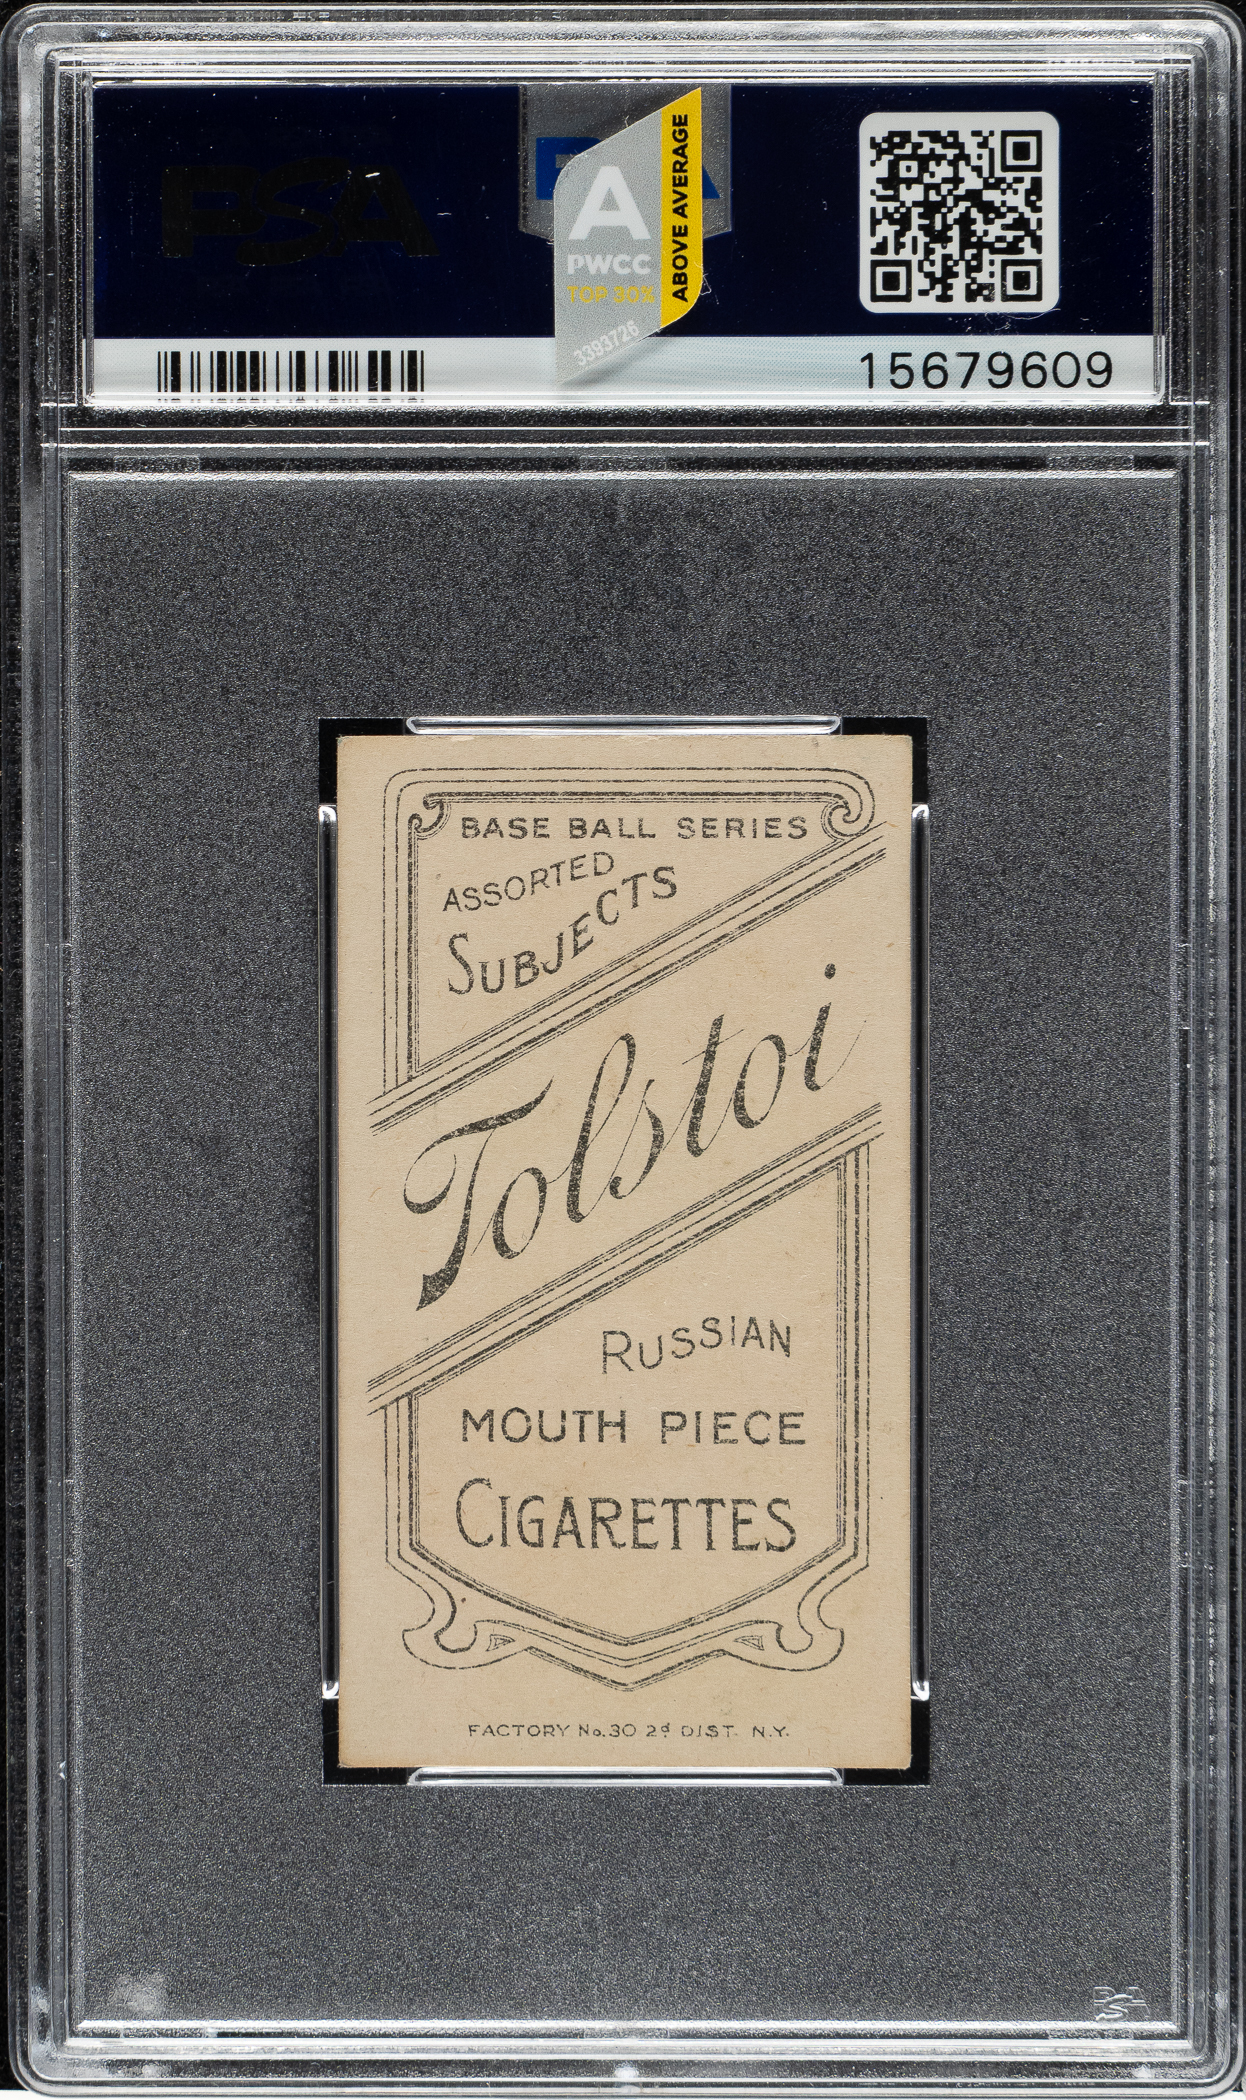 PSA
A
PWCC
TOP 30%
3393726
ABOVE AVERAGE
15679609
BASE BALL SERIES
ASSORTED
SUBJECTS
Tolstoi
RUSSIAN
MOUTH PIECE
CIGARETTES
FACTORY No. 30 2d DIST. N.Y.
PSA